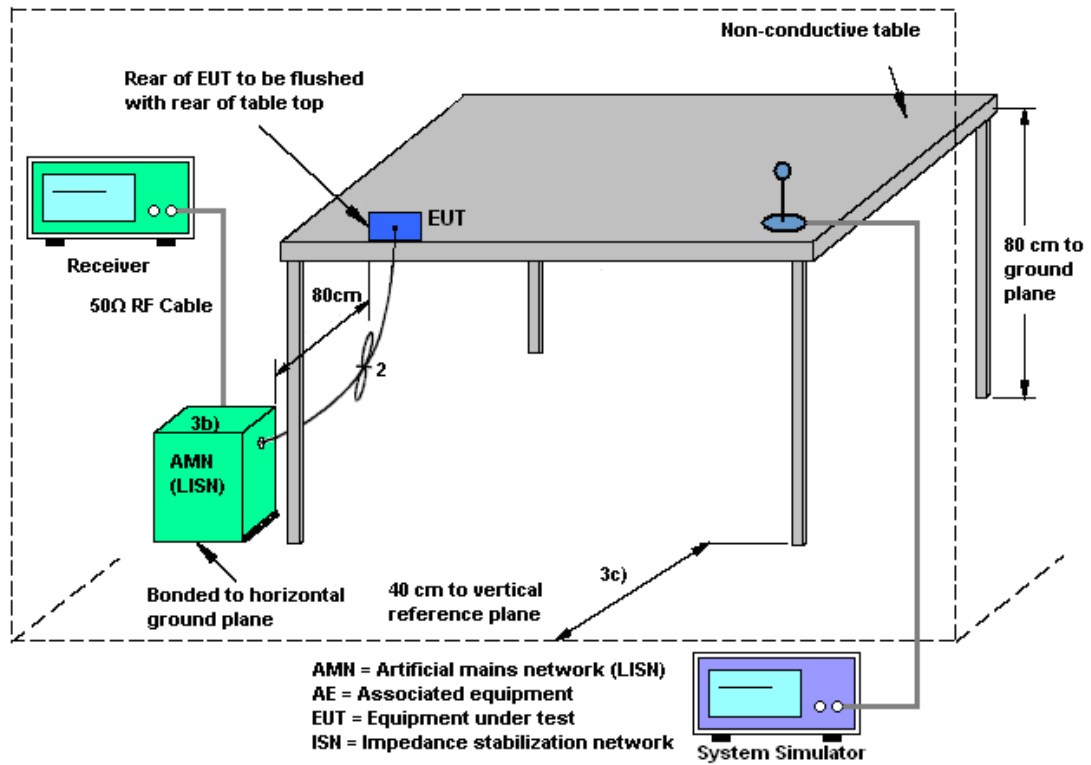 Non-conductive table
Rear of EUT to be flushed
with rear of table top
EUT
Receiver
80cm
80 cm to
ground
plane
50Ω RF Cable
2
3b)
AMN
(LISN)
Bonded to horizontal
ground plane
40 cm to vertical
reference plane
3c)
AMN = Artificial mains network (LISN)
AE = Associated equipment
EUT = Equipment under test
ISN = Impedance stabilization network
System Simulator